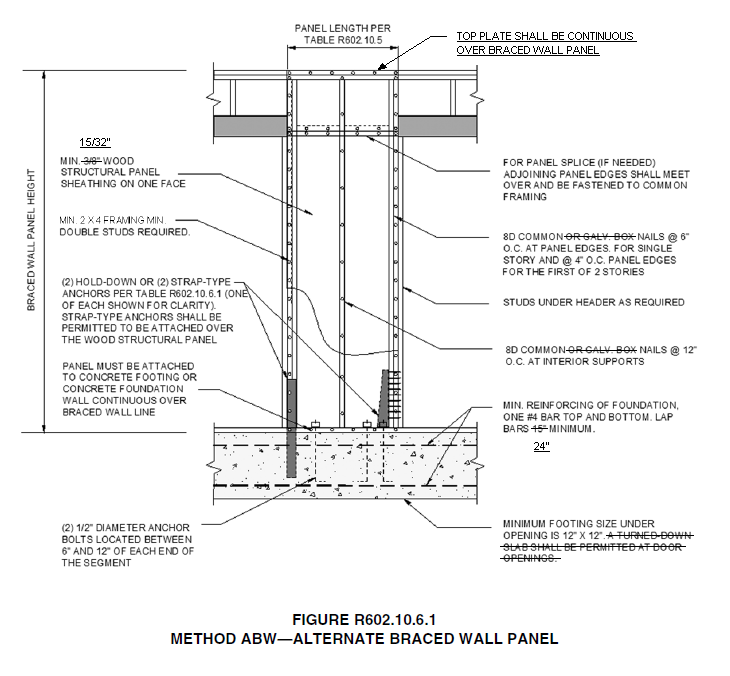 PANEL LENGTH PER
TABLE R602.10.5
TOP PLATE SHALL BE CONTINUOUS
OVER BRACED WALL PANEL
15/32"
MIN. 3/8" WOOD
STRUCTURAL PANEL
SHEATHING ON ONE FACE
MIN. 2 X 4 FRAMING MIN.
DOUBLE STUDS REQUIRED.
BRACED WALL PANEL HEIGHT
(2) HOLD-DOWN OR (2) STRAP-TYPE
ANCHORS PER TABLE R602.10.6.1 (ONE
OF EACH SHOWN FOR CLARITY).
STRAP-TYPE ANCHORS SHALL BE
PERMITTED TO BE ATTACHED OVER
THE WOOD STRUCTURAL PANEL
PANEL MUST BE ATTACHED
TO CONCRETE FOOTING OR
CONCRETE FOUNDATION
WALL CONTINUOUS OVER
BRACED WALL LINE
(2) 1/2" DIAMETER ANCHOR
BOLTS LOCATED BETWEEN
6" AND 12" OF EACH END OF
THE SEGMENT
FOR PANEL SPLICE (IF NEEDED)
ADJOINING PANEL EDGES SHALL MEET
OVER AND BE FASTENED TO COMMON
FRAMING
8D COMMON OR GALV. BOX NAILS @ 6"
O.C. AT PANEL EDGES. FOR SINGLE
STORY AND @ 4" O.C. PANEL EDGES
FOR THE FIRST OF 2 STORIES
STUDS UNDER HEADER AS REQUIRED
8D COMMON OR GALV. BOX NAILS @ 12"
O.C. AT INTERIOR SUPPORTS
MIN. REINFORCING OF FOUNDATION,
ONE #4 BAR TOP AND BOTTOM. LAP
BARS 15" MINIMUM.
24"
MINIMUM FOOTING SIZE UNDER
OPENING IS 12" X 12". A TURNED-DOWN
SLAB SHALL BE PERMITTED AT DOOR
OPENINGS.
FIGURE R602.10.6.1
METHOD ABW—ALTERNATE BRACED WALL PANEL